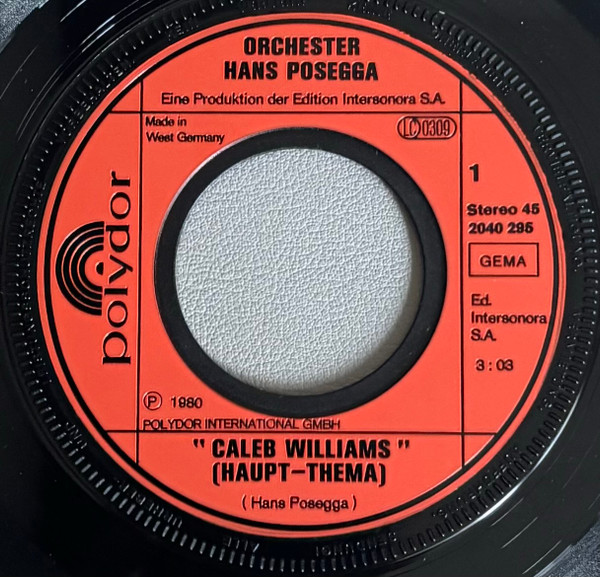 ORCHESTER
HANS POSEGGA
Eine Produktion der Edition Intersonora S.A.
Made in
West Germany
LC 0309
polydor
1
Stereo 45
2040 295
GEMA
Ed.
Intersonora
S.A.
3 : 03
Ⓟ 1980
POLYDOR INTERNATIONAL GMBH
" CALEB WILLIAMS "
(HAUPT-THEMA)
( Hans Posegga )